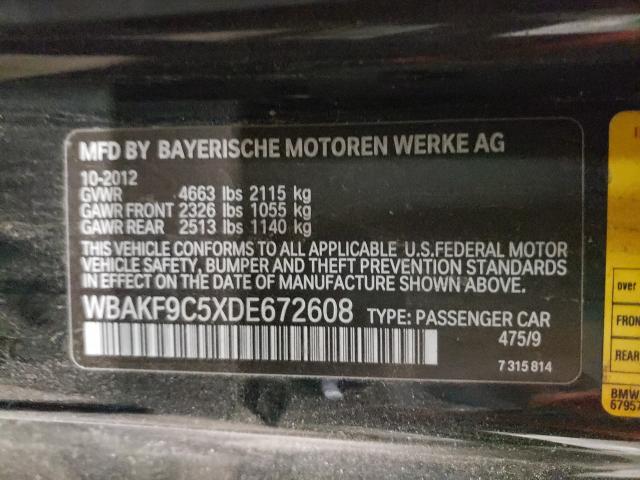 MFD BY BAYERISCHE MOTOREN WERKE AG
10-2012
GVWR 4663 lbs 2115 kg
GAWR FRONT 2326 lbs 1055 kg
GAWR REAR 2513 lbs 1140 kg
THIS VEHICLE CONFORMS TO ALL APPLICABLE U.S.FEDERAL MOTOR
VEHICLE SAFETY, BUMPER AND THEFT PREVENTION STANDARDS
IN EFFECT ON THE DATE OF MANUFACTURE SHOWN ABOVE.
WBAKF9C5XDE672608 TYPE: PASSENGER CAR
475/9
7 315 814
over
FRON
REAR
BMW
67957